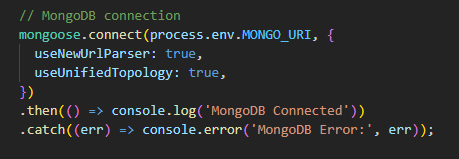 // MongoDB connection
mongoose.connect(process.env.MONGO_URI, {
  useNewUrlParser: true,
  useUnifiedTopology: true,
})
.then(() => console.log('MongoDB Connected'))
.catch((err) => console.error('MongoDB Error:', err));